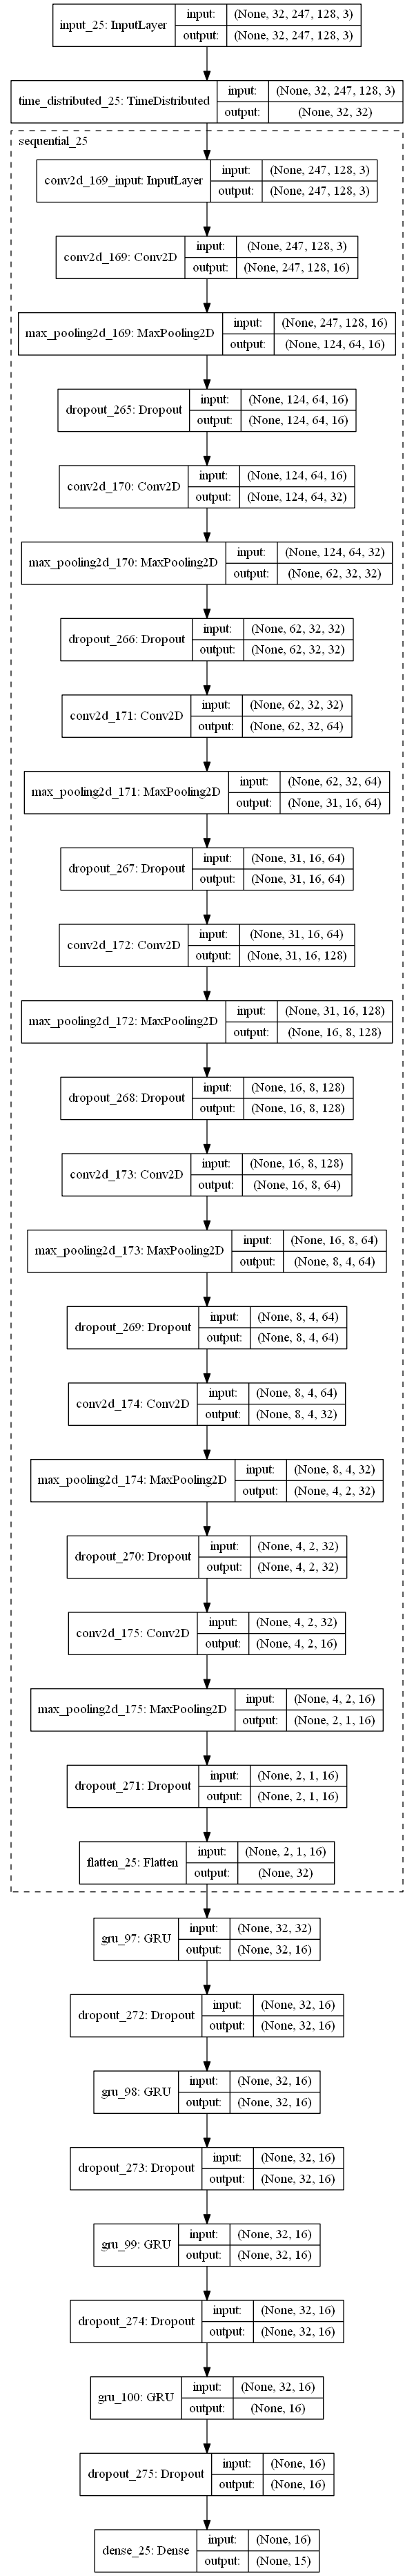 input_25: InputLayer
input: (None, 32, 247, 128, 3)
output: (None, 32, 247, 128, 3)
time_distributed_25: TimeDistributed
input: (None, 32, 247, 128, 3)
output: (None, 32, 32)
sequential_25
conv2d_169_input: InputLayer
input: (None, 247, 128, 3)
output: (None, 247, 128, 3)
conv2d_169: Conv2D
input: (None, 247, 128, 3)
output: (None, 247, 128, 16)
max_pooling2d_169: MaxPooling2D
input: (None, 247, 128, 16)
output: (None, 124, 64, 16)
dropout_265: Dropout
input: (None, 124, 64, 16)
output: (None, 124, 64, 16)
conv2d_170: Conv2D
input: (None, 124, 64, 16)
output: (None, 124, 64, 32)
max_pooling2d_170: MaxPooling2D
input: (None, 124, 64, 32)
output: (None, 62, 32, 32)
dropout_266: Dropout
input: (None, 62, 32, 32)
output: (None, 62, 32, 32)
conv2d_171: Conv2D
input: (None, 62, 32, 32)
output: (None, 62, 32, 64)
max_pooling2d_171: MaxPooling2D
input: (None, 62, 32, 64)
output: (None, 31, 16, 64)
dropout_267: Dropout
input: (None, 31, 16, 64)
output: (None, 31, 16, 64)
conv2d_172: Conv2D
input: (None, 31, 16, 64)
output: (None, 31, 16, 128)
max_pooling2d_172: MaxPooling2D
input: (None, 31, 16, 128)
output: (None, 16, 8, 128)
dropout_268: Dropout
input: (None, 16, 8, 128)
output: (None, 16, 8, 128)
conv2d_173: Conv2D
input: (None, 16, 8, 128)
output: (None, 16, 8, 64)
max_pooling2d_173: MaxPooling2D
input: (None, 16, 8, 64)
output: (None, 8, 4, 64)
dropout_269: Dropout
input: (None, 8, 4, 64)
output: (None, 8, 4, 64)
conv2d_174: Conv2D
input: (None, 8, 4, 64)
output: (None, 8, 4, 32)
max_pooling2d_174: MaxPooling2D
input: (None, 8, 4, 32)
output: (None, 4, 2, 32)
dropout_270: Dropout
input: (None, 4, 2, 32)
output: (None, 4, 2, 32)
conv2d_175: Conv2D
input: (None, 4, 2, 32)
output: (None, 4, 2, 16)
max_pooling2d_175: MaxPooling2D
input: (None, 4, 2, 16)
output: (None, 2, 1, 16)
dropout_271: Dropout
input: (None, 2, 1, 16)
output: (None, 2, 1, 16)
flatten_25: Flatten
input: (None, 2, 1, 16)
output: (None, 32)
gru_97: GRU
input: (None, 32, 32)
output: (None, 32, 16)
dropout_272: Dropout
input: (None, 32, 16)
output: (None, 32, 16)
gru_98: GRU
input: (None, 32, 16)
output: (None, 32, 16)
dropout_273: Dropout
input: (None, 32, 16)
output: (None, 32, 16)
gru_99: GRU
input: (None, 32, 16)
output: (None, 32, 16)
dropout_274: Dropout
input: (None, 32, 16)
output: (None, 32, 16)
gru_100: GRU
input: (None, 32, 16)
output: (None, 16)
dropout_275: Dropout
input: (None, 16)
output: (None, 16)
dense_25: Dense
input: (None, 16)
output: (None, 15)